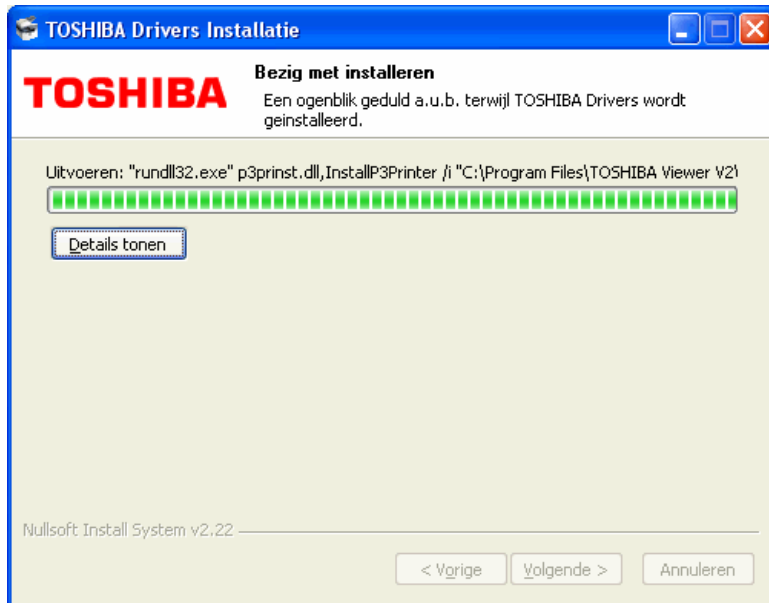 TOSHIBA Drivers Installatie
TOSHIBA
Bezig met installeren
Een ogenblik geduld a.u.b. terwijl TOSHIBA Drivers wordt
geinstalleerd.
Uitvoeren: "rundll32.exe" p3prinst.dll,InstallP3Printer /i "C:\Program Files\TOSHIBA Viewer V2\
Details tonen
Nullsoft Install System v2.22
< Vorige
Volgende >
Annuleren